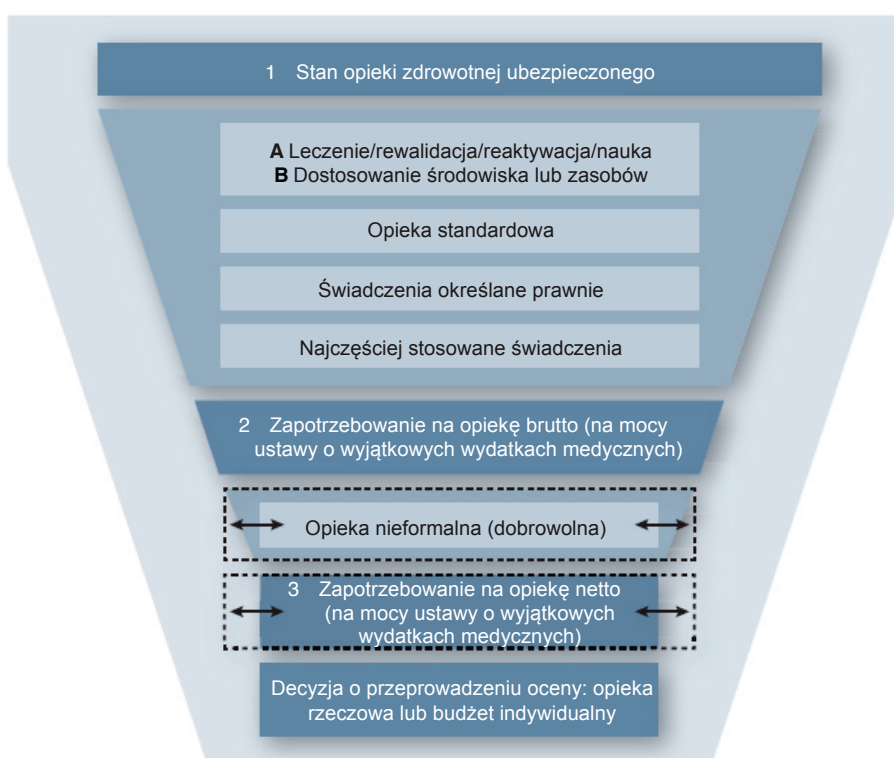 1 Stan opieki zdrowotnej ubezpieczonego
A Leczenie/rewalidacja/reaktywacja/nauka
B Dostosowanie środowiska lub zasobów
Opieka standardowa
Świadczenia określane prawnie
Najczęściej stosowane świadczenia
2 Zapotrzebowanie na opiekę brutto (na mocy
ustawy o wyjątkowych wydatkach medycznych)
Opieka nieformalna (dobrowolna)
3 Zapotrzebowanie na opiekę netto
(na mocy ustawy o wyjątkowych
wydatkach medycznych)
Decyzja o przeprowadzeniu oceny: opieka
rzeczowa lub budżet indywidualny